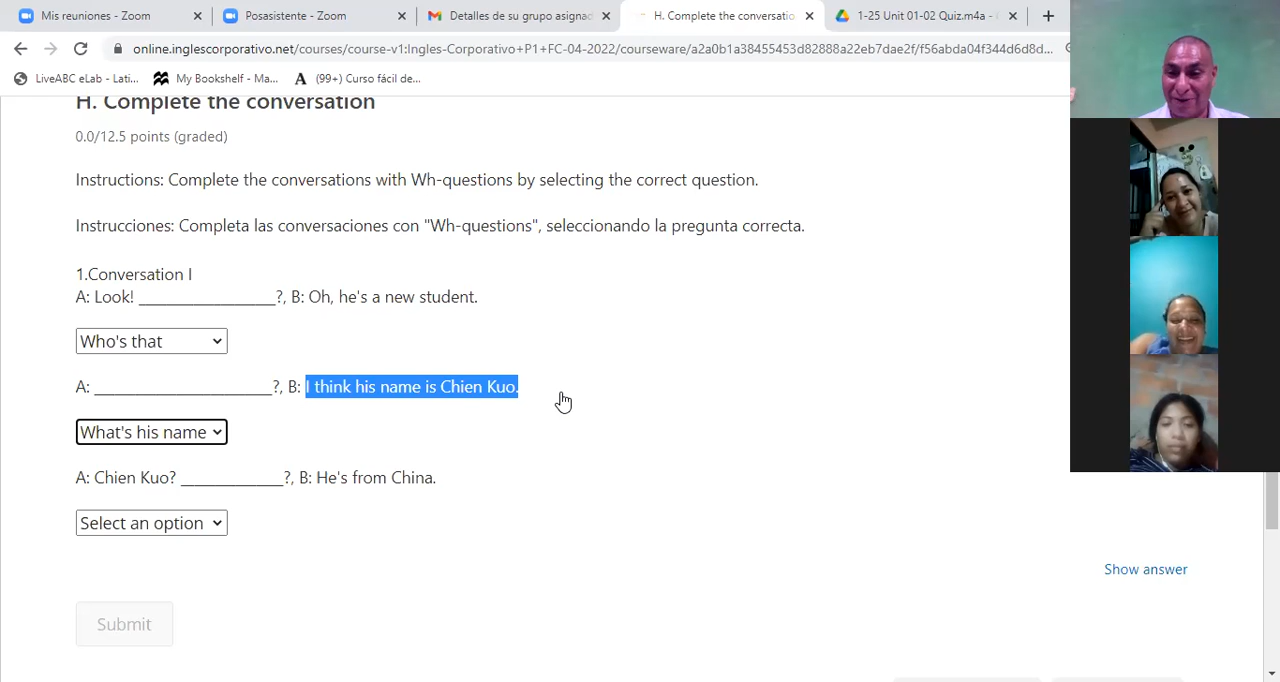 Mis reuniones - Zoom
Posasistente - Zoom
Detalles de su grupo asignad
H. Complete the conversatio
1-25 Unit 01-02 Quiz.m4a -
online.inglescorporativo.net/courses/course-v1:Ingles-Corporativo+P1+FC-04-2022/courseware/a2a0b1a38455453d82888a22eb7dae2f/f56abda04f344d6d8d...
LiveABC eLab - Lati...
My Bookshelf - Ma...
(99+) Curso fácil de...
H. Complete the conversation
0.0/12.5 points (graded)
Instructions: Complete the conversations with Wh-questions by selecting the correct question.
Instrucciones: Completa las conversaciones con "Wh-questions", seleccionando la pregunta correcta.
1.Conversation I
A: Look! _________________?, B: Oh, he's a new student.
Who's that
A: ______________________?, B: I think his name is Chien Kuo.
What's his name
A: Chien Kuo? _____________?, B: He's from China.
Select an option
Show answer
Submit